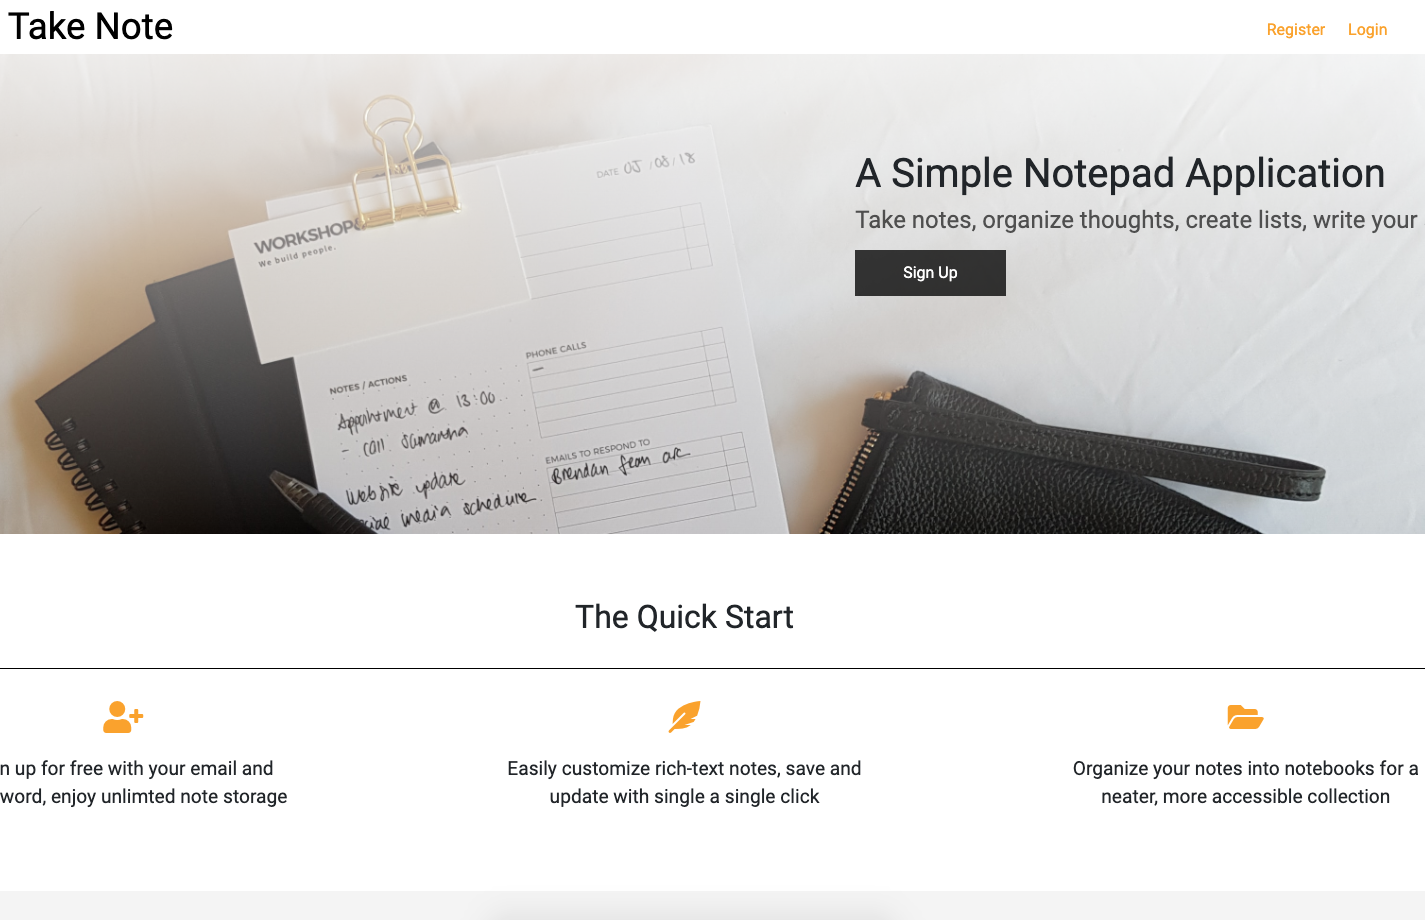 Take Note
Register Login
A Simple Notepad Application
Take notes, organize thoughts, create lists, write your
Sign Up
DATE 05 / 08 / 18
WORKSHOP
We build people.
PHONE CALLS
NOTES / ACTIONS
Appointment @ 13:00
- call Samantha
EMAILS TO RESPOND TO
Brendan from arc
Website update
media schedule
The Quick Start
n up for free with your email and
word, enjoy unlimted note storage
Easily customize rich-text notes, save and
update with single a single click
Organize your notes into notebooks for a
neater, more accessible collection